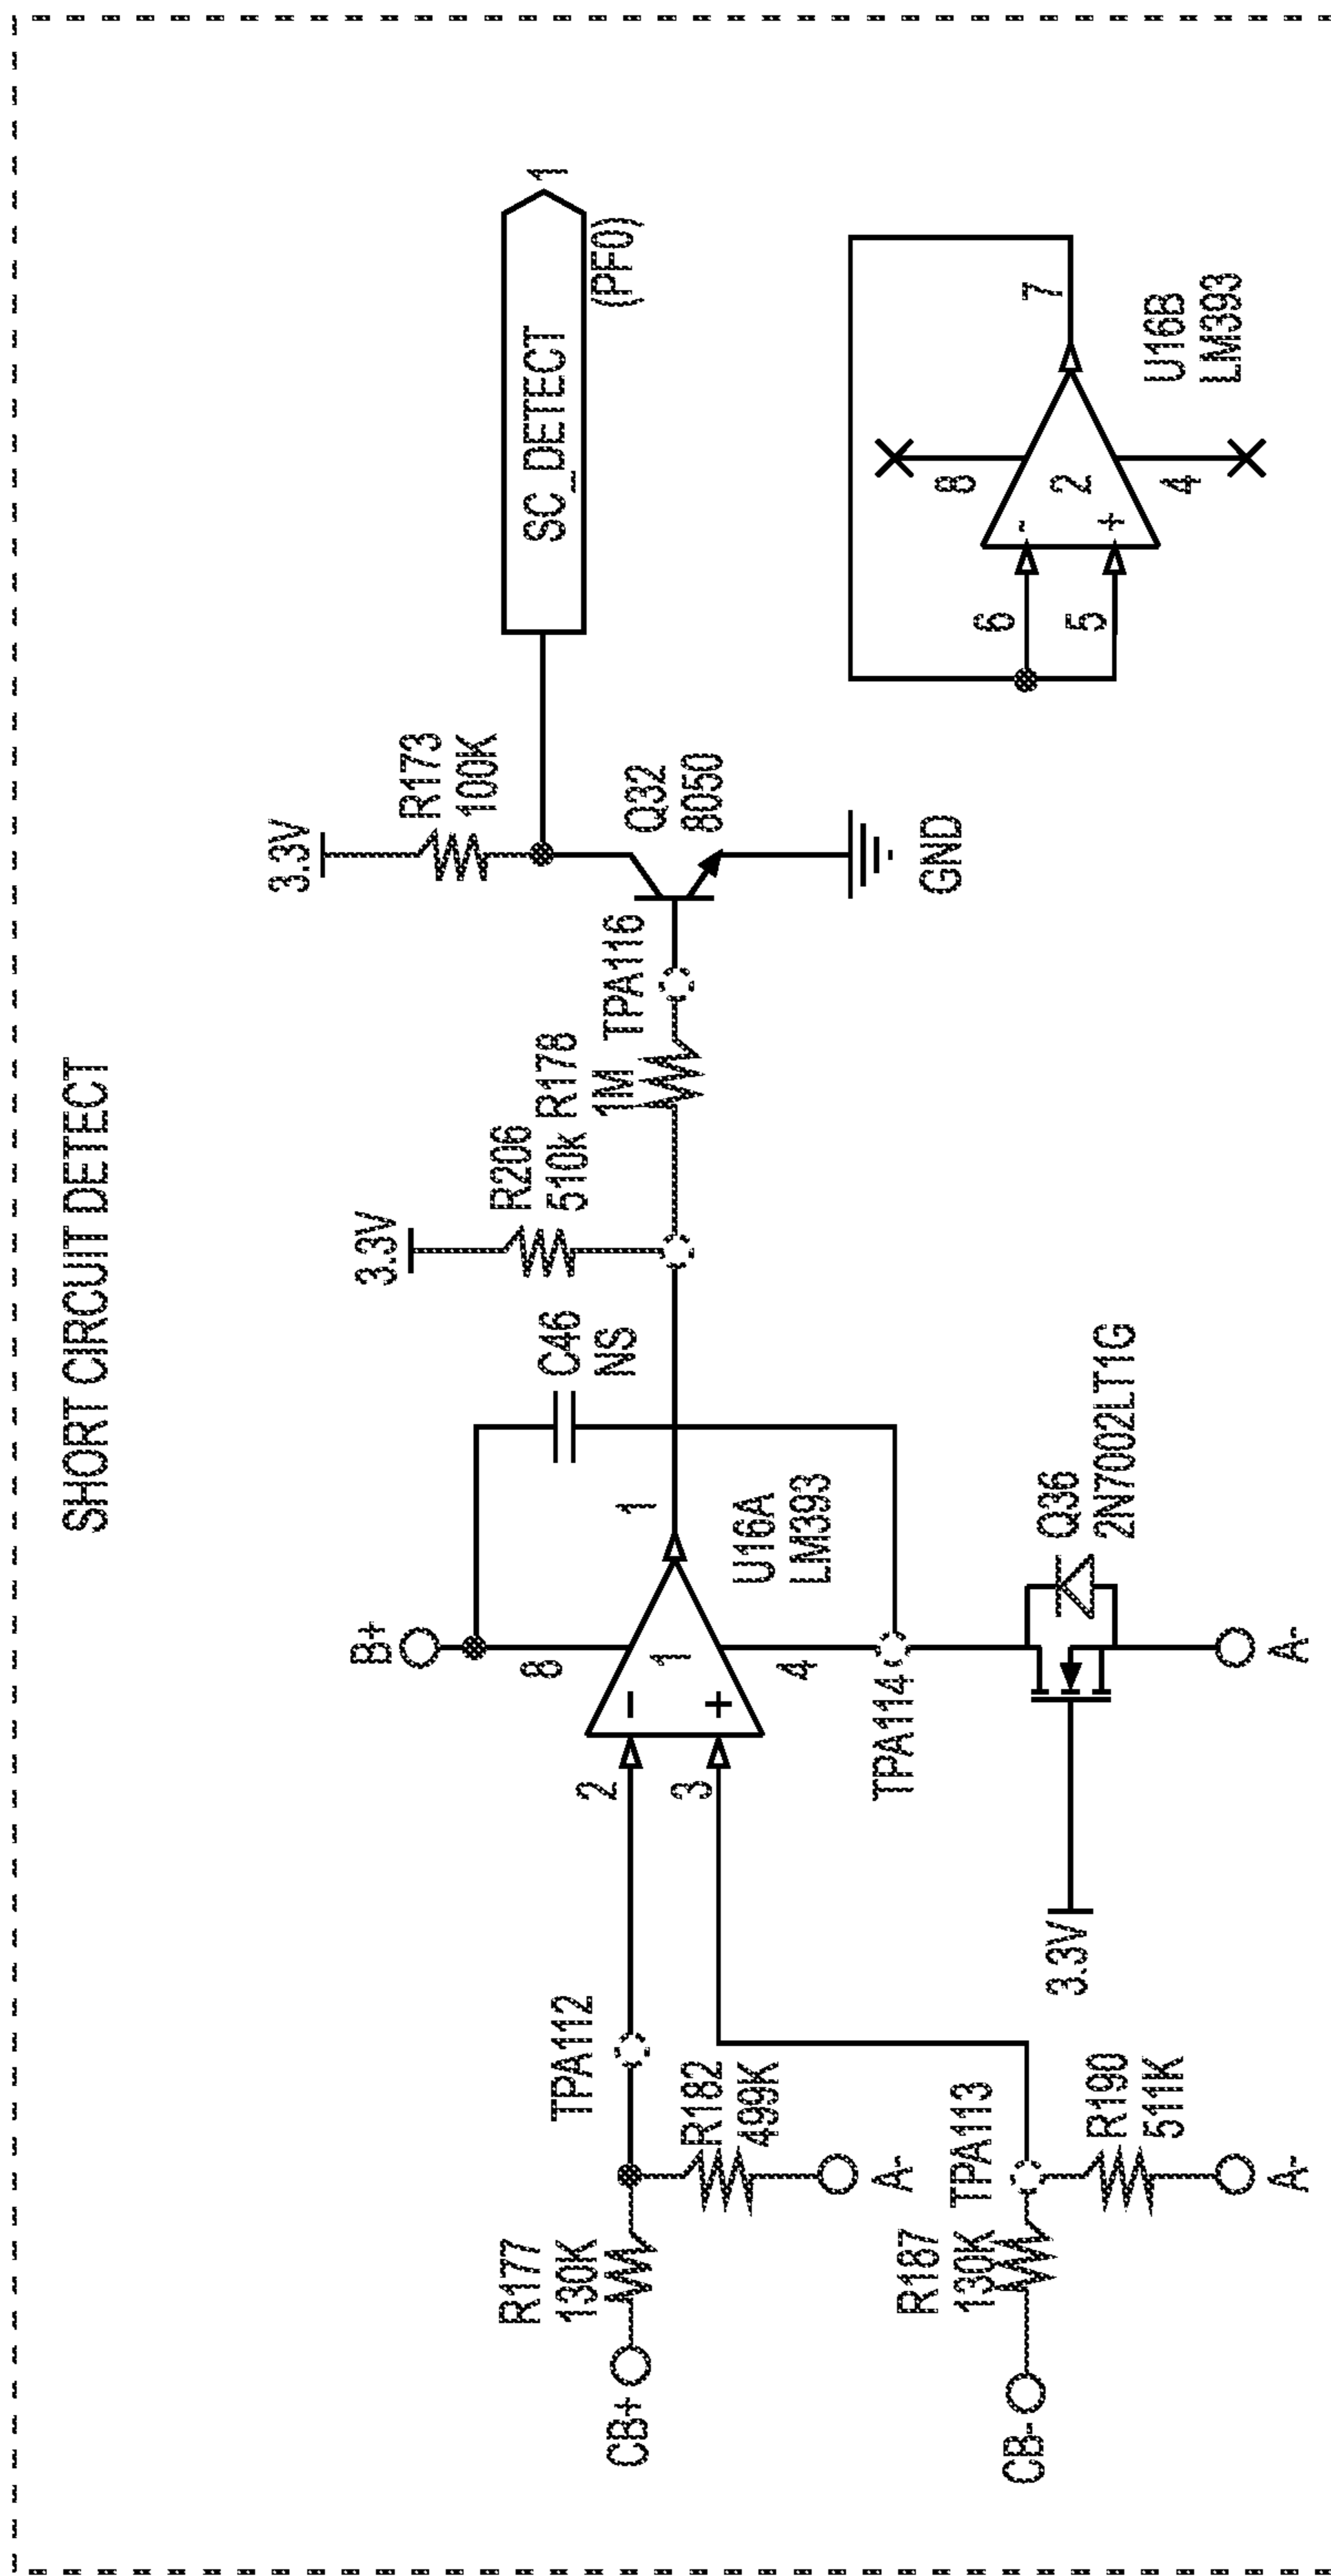 SHORT CIRCUIT DETECT
3.3V
R173
100K
3.3V
R206
510k
R178
1M
TPA116
SC_DETECT
1
(PF0)
Q32
8050
GND
B+
C46
NS
8
1
1
2
3
4
U16A
LM393
TPA114
Q36
2N7002LT1G
3.3V
A-
CB+
R177
130K
TPA112
R182
499K
A-
CB-
R187
130K
TPA113
R190
511K
A-
6
5
-
+
8
2
4
7
U16B
LM393